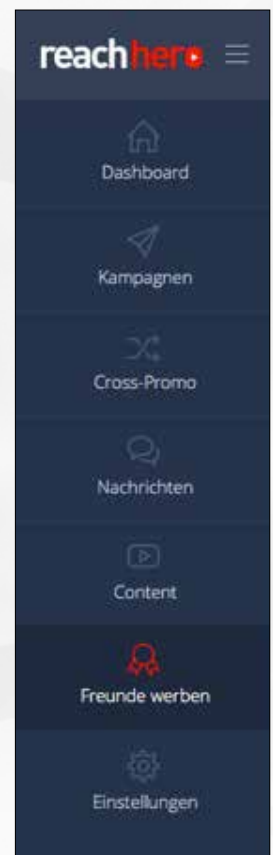 reachhero
Dashboard
Kampagnen
Cross-Promo
Nachrichten
Content
Freunde werben
Einstellungen